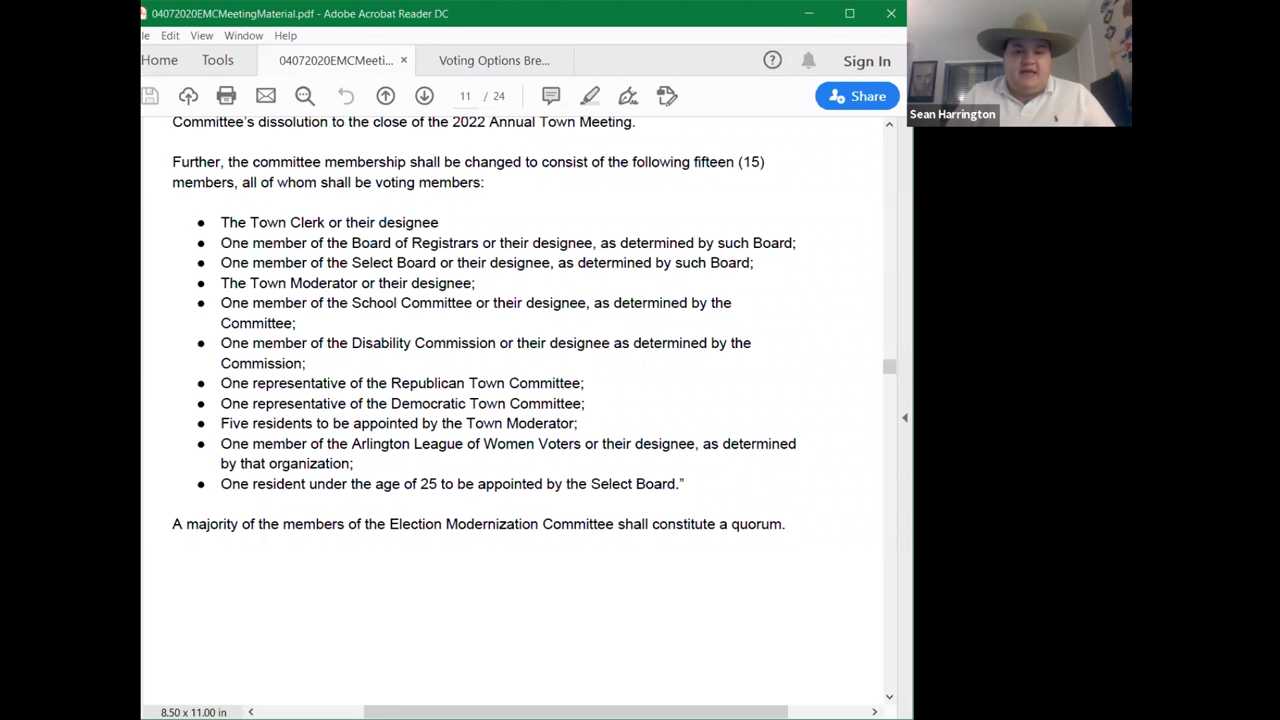 04072020EMCMeetingMaterial.pdf - Adobe Acrobat Reader DC
le Edit View Window Help
Home Tools 04072020EMCMeeti... × Voting Options Bre... Sign In
11 / 24 Share
Committee's dissolution to the close of the 2022 Annual Town Meeting.
Further, the committee membership shall be changed to consist of the following fifteen (15)
members, all of whom shall be voting members:
● The Town Clerk or their designee
● One member of the Board of Registrars or their designee, as determined by such Board;
● One member of the Select Board or their designee, as determined by such Board;
● The Town Moderator or their designee;
● One member of the School Committee or their designee, as determined by the
Committee;
● One member of the Disability Commission or their designee as determined by the
Commission;
● One representative of the Republican Town Committee;
● One representative of the Democratic Town Committee;
● Five residents to be appointed by the Town Moderator;
● One member of the Arlington League of Women Voters or their designee, as determined
by that organization;
● One resident under the age of 25 to be appointed by the Select Board.”
A majority of the members of the Election Modernization Committee shall constitute a quorum.
8.50 x 11.00 in
Sean Harrington